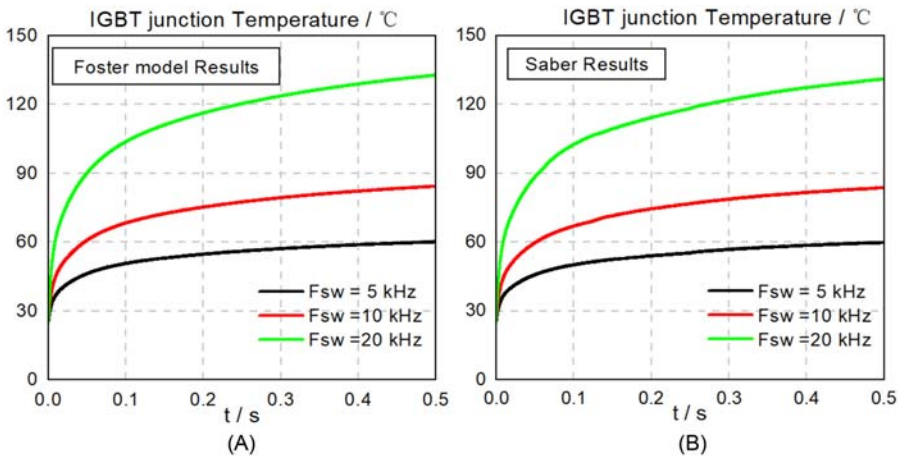 IGBT junction Temperature / ℃
150
120
90
60
30
0
Foster model Results
Fsw = 5 kHz
Fsw =10 kHz
Fsw =20 kHz
0.0 0.1 0.2 0.3 0.4 0.5
t / s
(A)
IGBT junction Temperature / ℃
150
120
90
60
30
0
Saber Results
Fsw = 5 kHz
Fsw =10 kHz
Fsw =20 kHz
0.0 0.1 0.2 0.3 0.4 0.5
t / s
(B)